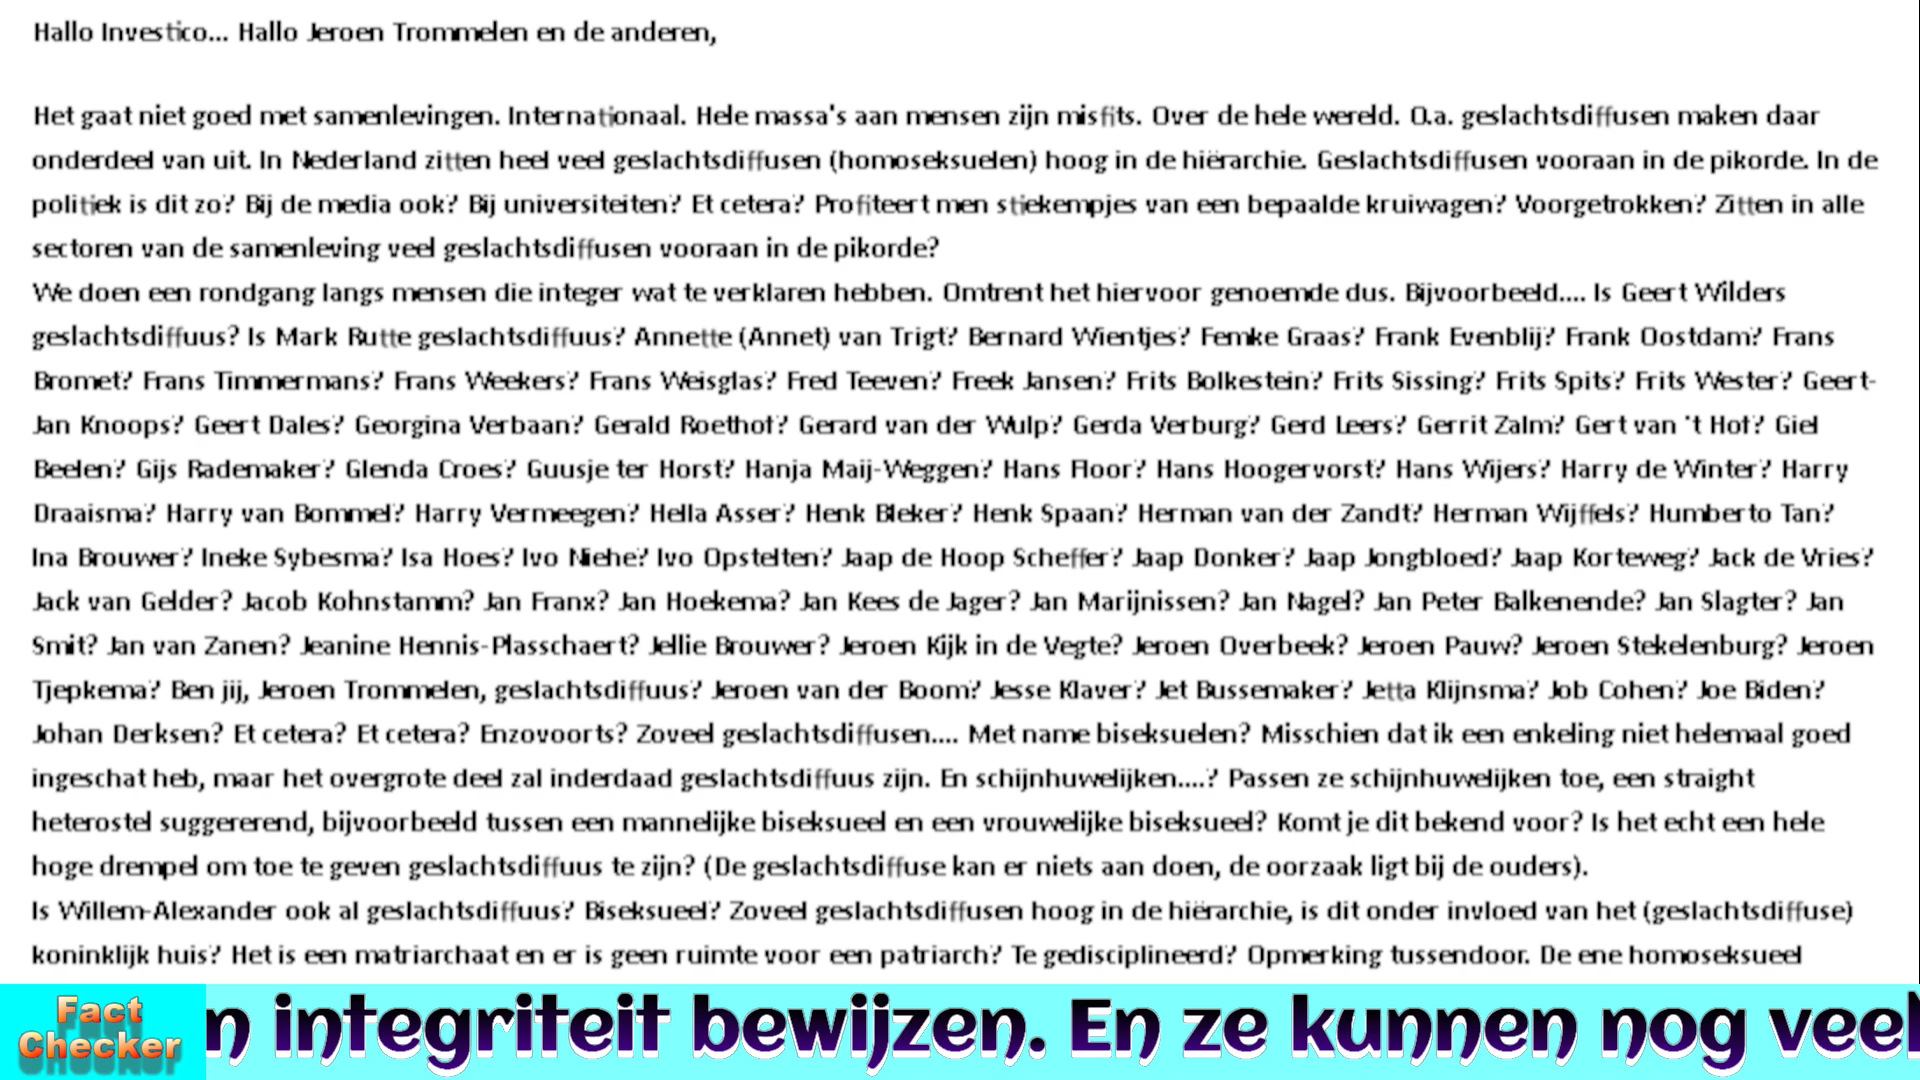 Hallo Investico... Hallo Jeroen Trommelen en de anderen,
Het gaat niet goed met samenlevingen. Internationaal. Hele massa's aan mensen zijn misfits. Over de hele wereld. O.a. geslachtsdiffusen maken daar
onderdeel van uit. In Nederland zitten heel veel geslachtsdiffusen (homoseksuelen) hoog in de hiërarchie. Geslachtsdiffusen vooraan in de pikorde. In de
politiek is dit zo? Bij de media ook? Bij universiteiten? Et cetera? Profiteert men stiekempjes van een bepaalde kruiwagen? Voorgetrokken? Zitten in alle
sectoren van de samenleving veel geslachtsdiffusen vooraan in de pikorde?
We doen een rondgang langs mensen die integer wat te verklaren hebben. Omtrent het hiervoor genoemde dus. Bijvoorbeeld.... Is Geert Wilders
geslachtsdiffuus? Is Mark Rutte geslachtsdiffuus? Annette (Annet) van Trigt? Bernard Wientjes? Femke Graas? Frank Evenblij? Frank Oostdam? Frans
Bromet? Frans Timmermans? Frans Weekers? Frans Weisglas? Fred Teeven? Freek Jansen? Frits Bolkestein? Frits Sissing? Frits Spits? Frits Wester? Geert-
Jan Knoops? Geert Dales? Georgina Verbaan? Gerald Roethof? Gerard van der Wulp? Gerda Verburg? Gerd Leers? Gerrit Zalm? Gert van 't Hof? Giel
Beelen? Gijs Rademaker? Glenda Croes? Guusje ter Horst? Hanja Maij-Weggen? Hans Floor? Hans Hoogervorst? Hans Wijers? Harry de Winter? Harry
Draaisma? Harry van Bommel? Harry Vermeegen? Hella Asser? Henk Bleker? Henk Spaan? Herman van der Zandt? Herman Wijffels? Humberto Tan?
Ina Brouwer? Ineke Sybesma? Isa Hoes? Ivo Niehe? Ivo Opstelten? Jaap de Hoop Scheffer? Jaap Donker? Jaap Jongbloed? Jaap Korteweg? Jack de Vries?
Jack van Gelder? Jacob Kohnstamm? Jan Franx? Jan Hoekema? Jan Kees de Jager? Jan Marijnissen? Jan Nagel? Jan Peter Balkenende? Jan Slagter? Jan
Smit? Jan van Zanen? Jeanine Hennis-Plasschaert? Jellie Brouwer? Jeroen Kijk in de Vegte? Jeroen Overbeek? Jeroen Pauw? Jeroen Stekelenburg? Jeroen
Tjepkema? Ben jij, Jeroen Trommelen, geslachtsdiffuus? Jeroen van der Boom? Jesse Klaver? Jet Bussemaker? Jetta Klijnsma? Job Cohen? Joe Biden?
Johan Derksen? Et cetera? Et cetera? Enzovoorts? Zoveel geslachtsdiffusen.... Met name biseksuelen? Misschien dat ik een enkeling niet helemaal goed
ingeschat heb, maar het overgrote deel zal inderdaad geslachtsdiffuus zijn. En schijnhuwelijken....? Passen ze schijnhuwelijken toe, een straight
heterostel suggererend, bijvoorbeeld tussen een mannelijke biseksueel en een vrouwelijke biseksueel? Komt je dit bekend voor? Is het echt een hele
hoge drempel om toe te geven geslachtsdiffuus te zijn? (De geslachtsdiffuse kan er niets aan doen, de oorzaak ligt bij de ouders).
Is Willem-Alexander ook al geslachtsdiffuus? Biseksueel? Zoveel geslachtsdiffusen hoog in de hiërarchie, is dit onder invloed van het (geslachtsdiffuse)
koninklijk huis? Het is een matriarchaat en er is geen ruimte voor een patriarch? Te gedisciplineerd? Opmerking tussendoor. De ene homoseksueel
Fact
Checker
n integriteit bewijzen. En ze kunnen nog veel